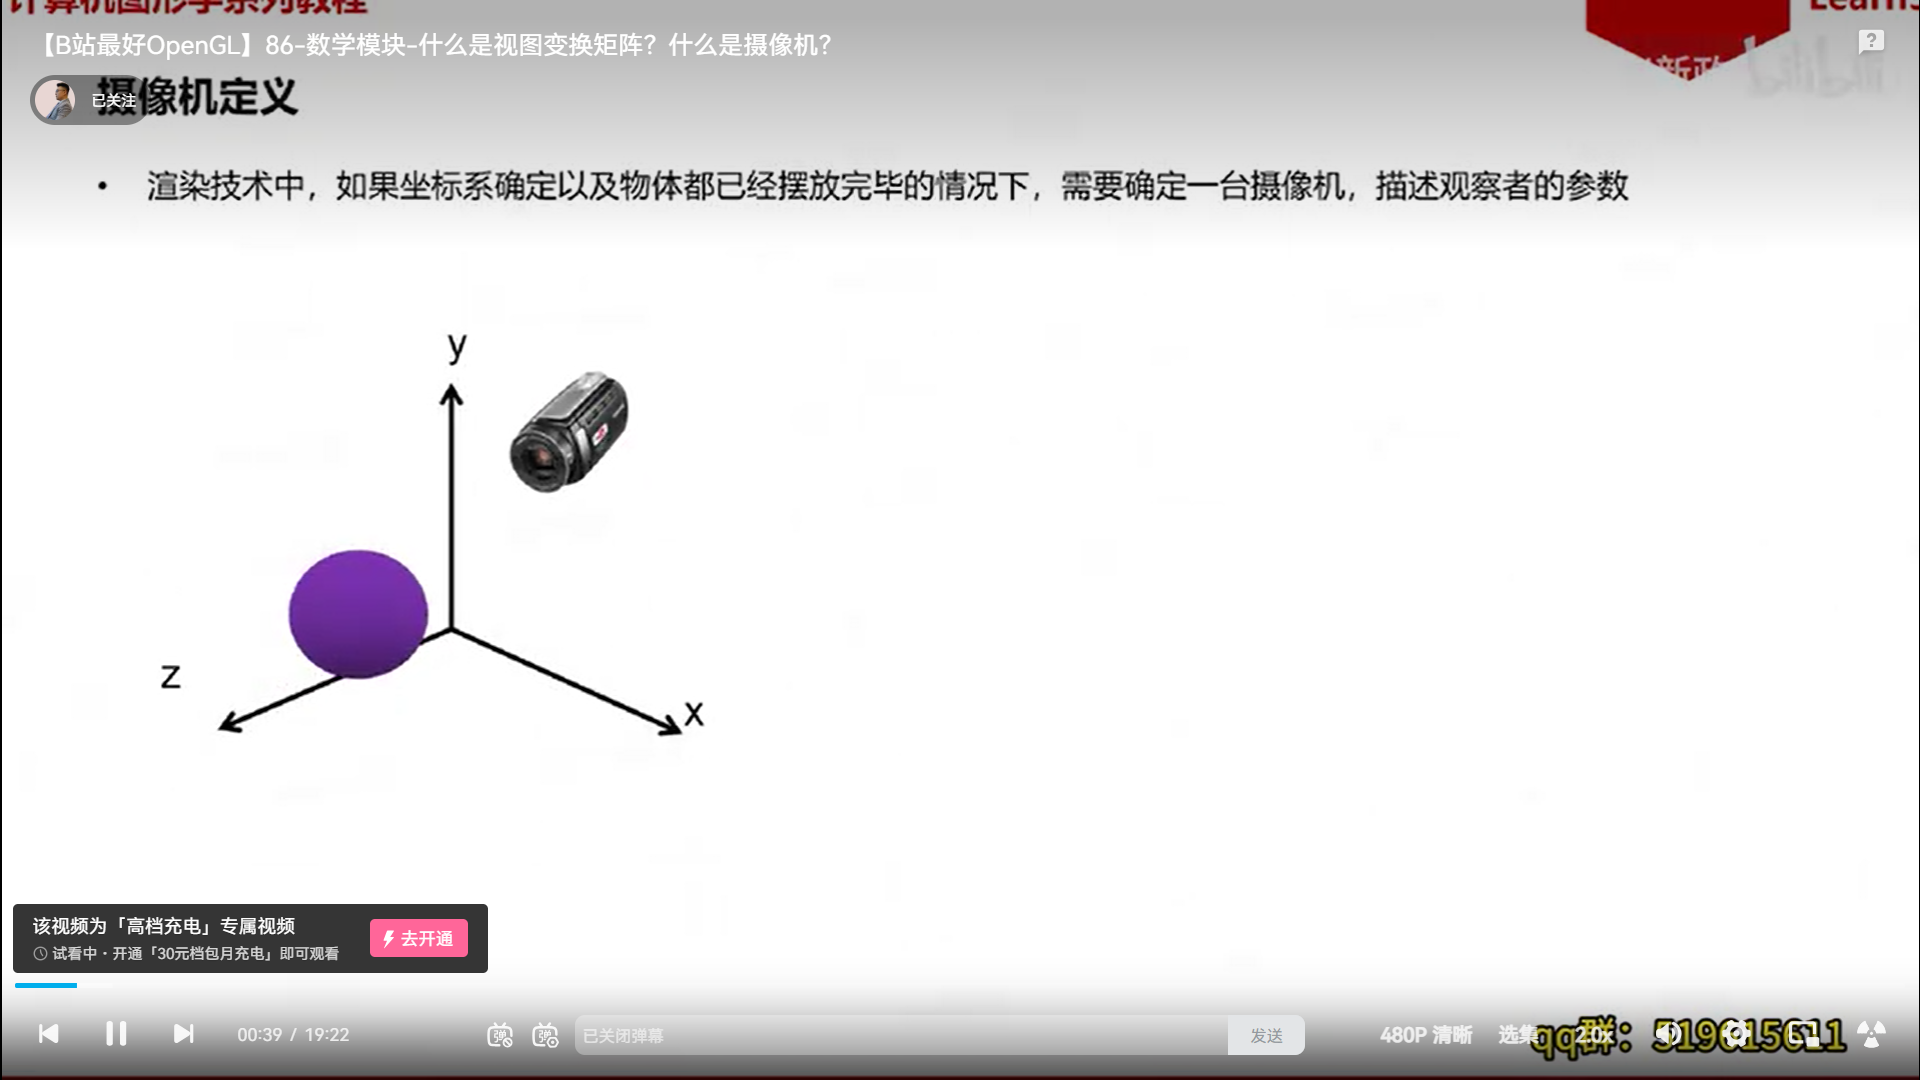 计算机图形学系列教程
【B站最好OpenGL】86-数学模块-什么是视图变换矩阵？什么是摄像机？
已关注
摄像机定义
bilibili
• 渲染技术中，如果坐标系确定以及物体都已经摆放完毕的情况下，需要确定一台摄像机，描述观察者的参数
y
z
x
该视频为「高档充电」专属视频
试看中・开通「30元档包月充电」即可观看
去开通
00:39 / 19:22
已关闭弹幕
发送
480P 清晰
选集
2.0x
qq群：519615611